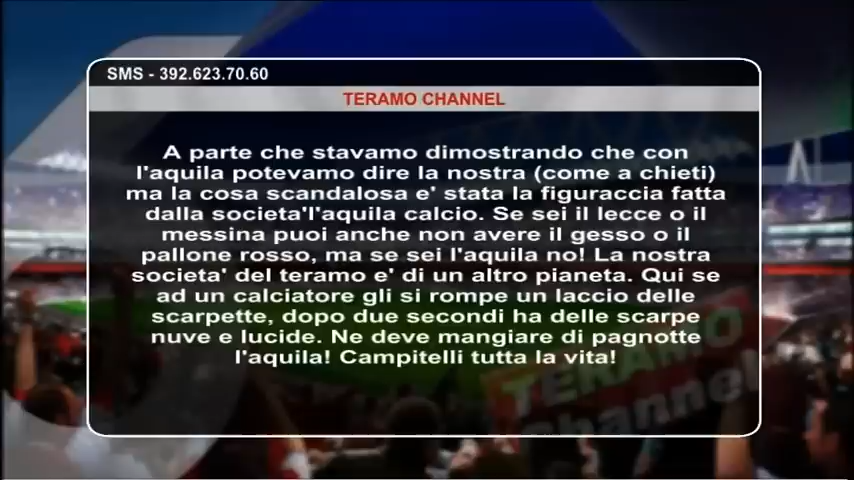 SMS - 392.623.70.60
TERAMO CHANNEL
A parte che stavamo dimostrando che con
l'aquila potevamo dire la nostra (come a chieti)
ma la cosa scandalosa e' stata la figuraccia fatta
dalla societa'l'aquila calcio. Se sei il lecce o il
messina puoi anche non avere il gesso o il
pallone rosso, ma se sei l'aquila no! La nostra
societa' del teramo e' di un altro pianeta. Qui se
ad un calciatore gli si rompe un laccio delle
scarpette, dopo due secondi ha delle scarpe
nuve e lucide. Ne deve mangiare di pagnotte
l'aquila! Campitelli tutta la vita!
TERAMO
Channel